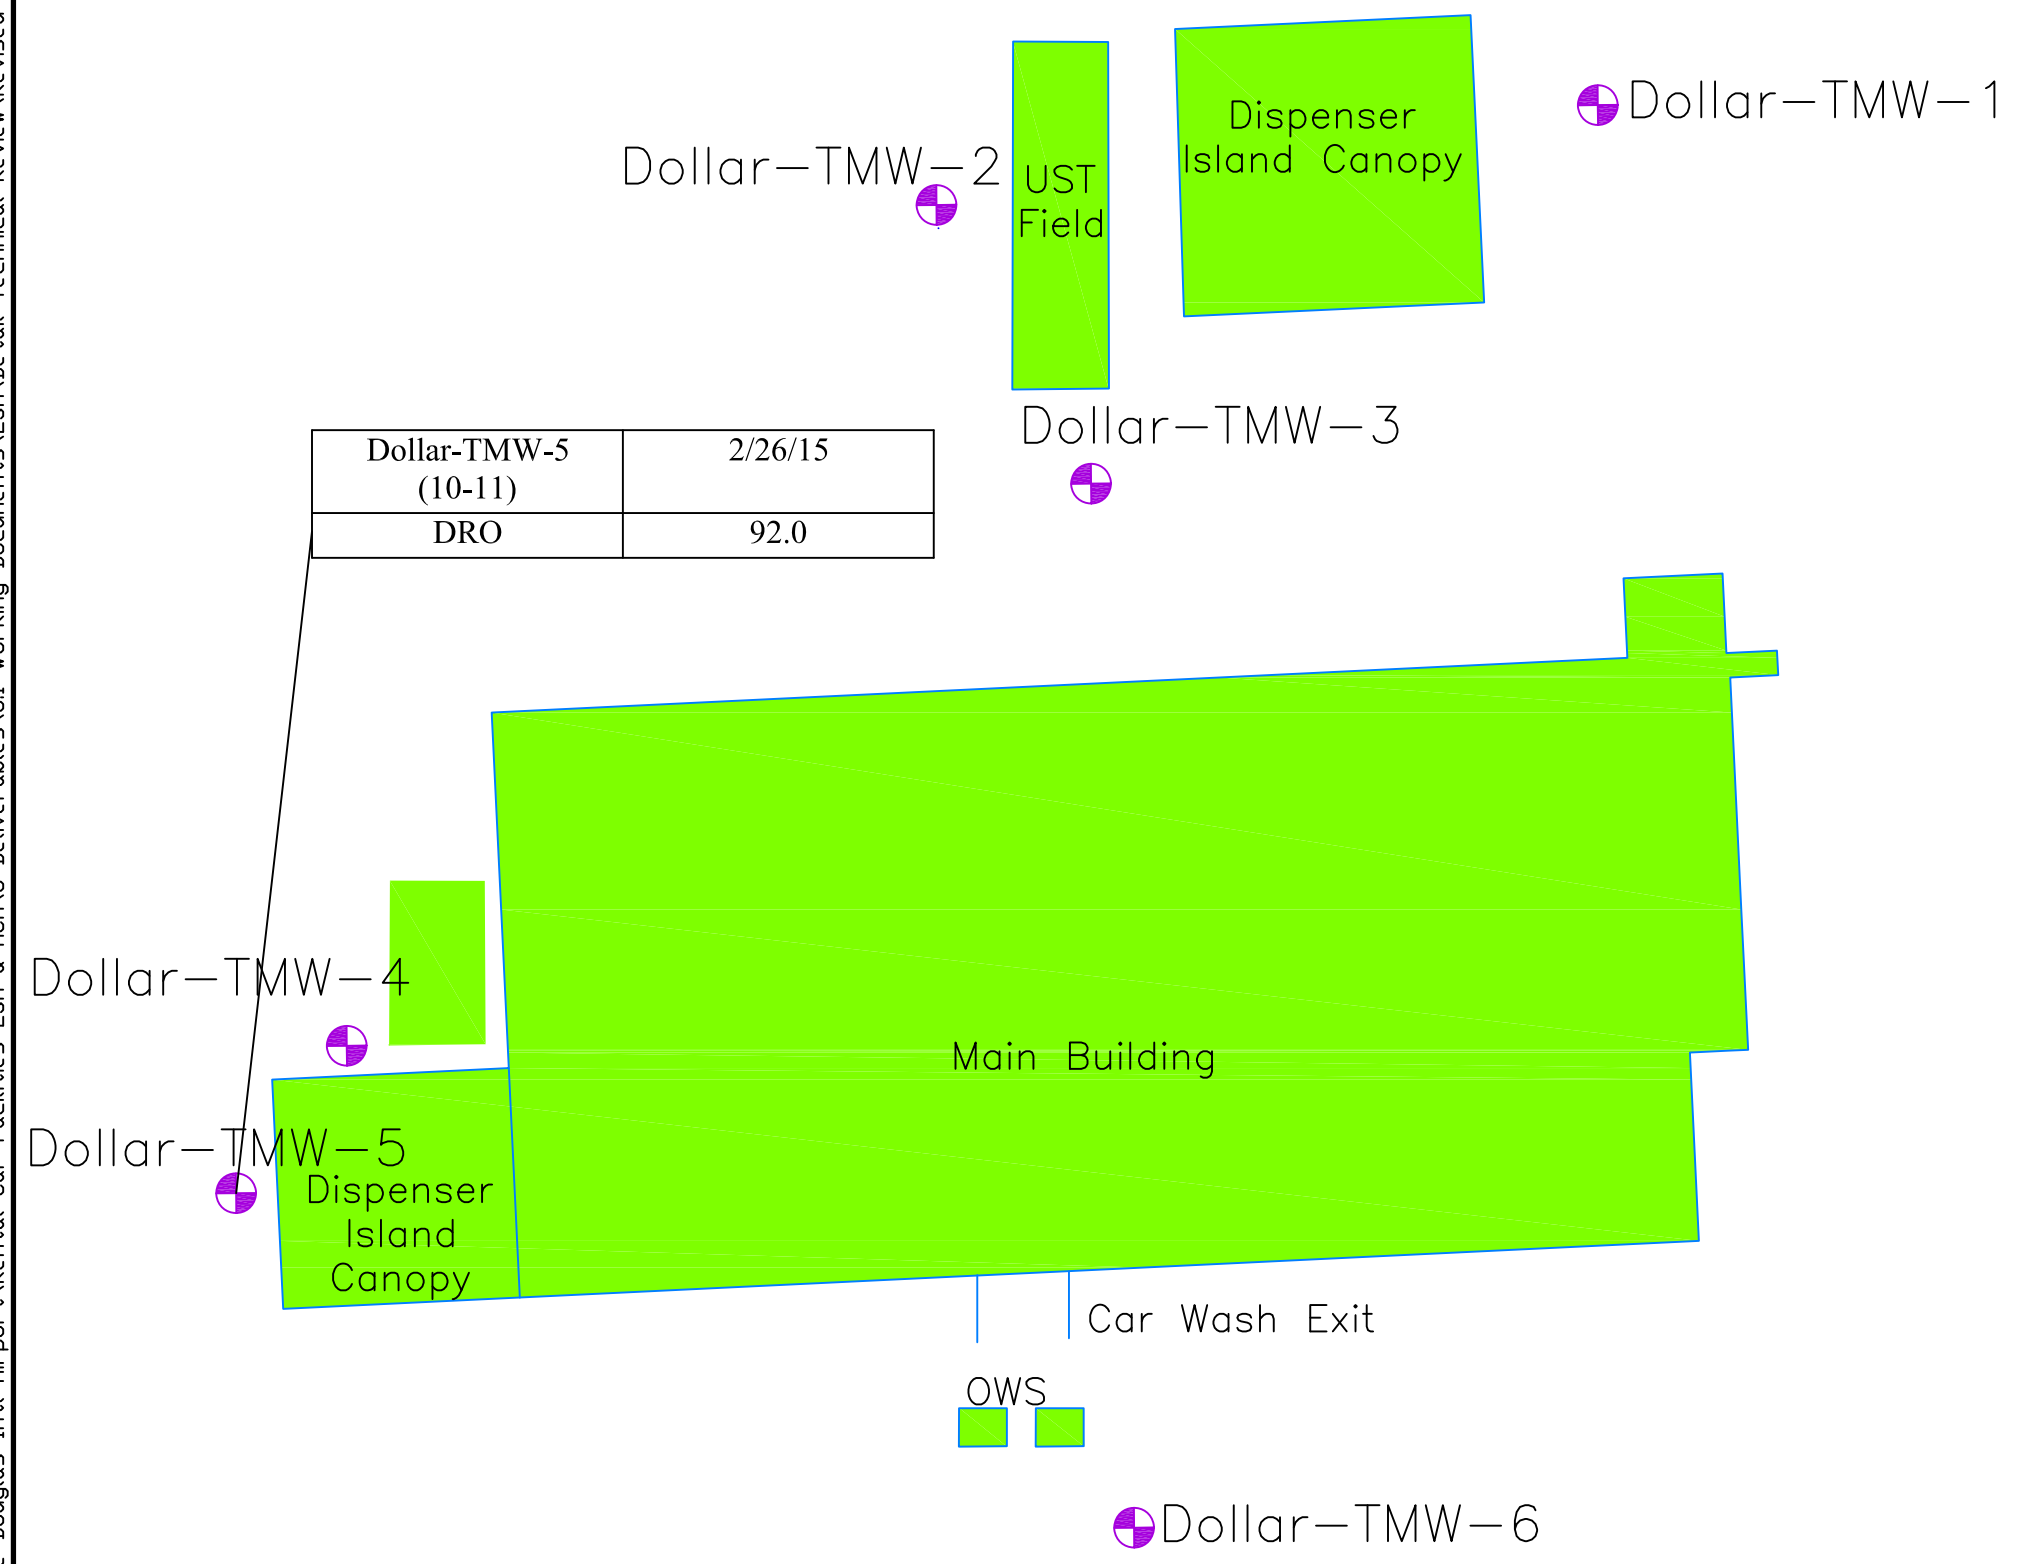 Dollar-TMW-1
Dispenser
Island Canopy
Dollar-TMW-2
UST
Field
Dollar-TMW-3
Dollar-TMW-5
(10-11)
2/26/15
DRO
92.0
Dollar-TMW-4
Main Building
Dollar-TMW-5
Dispenser
Island
Canopy
Car Wash Exit
OWS
Dollar-TMW-6